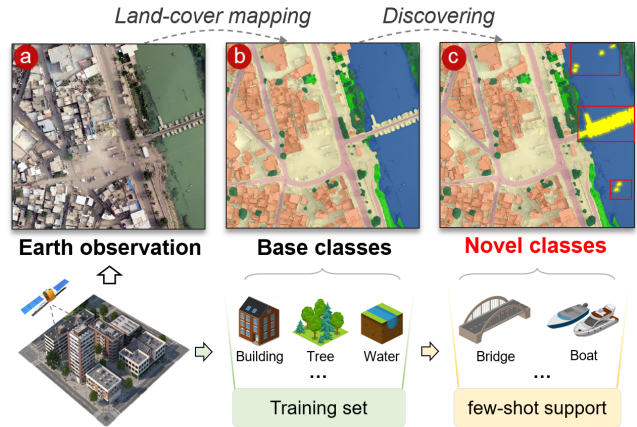 Land-cover mapping
Discovering
a
b
c
Earth observation
Base classes
Novel classes
Building
Tree
Water
...
Bridge
Boat
...
Training set
few-shot support